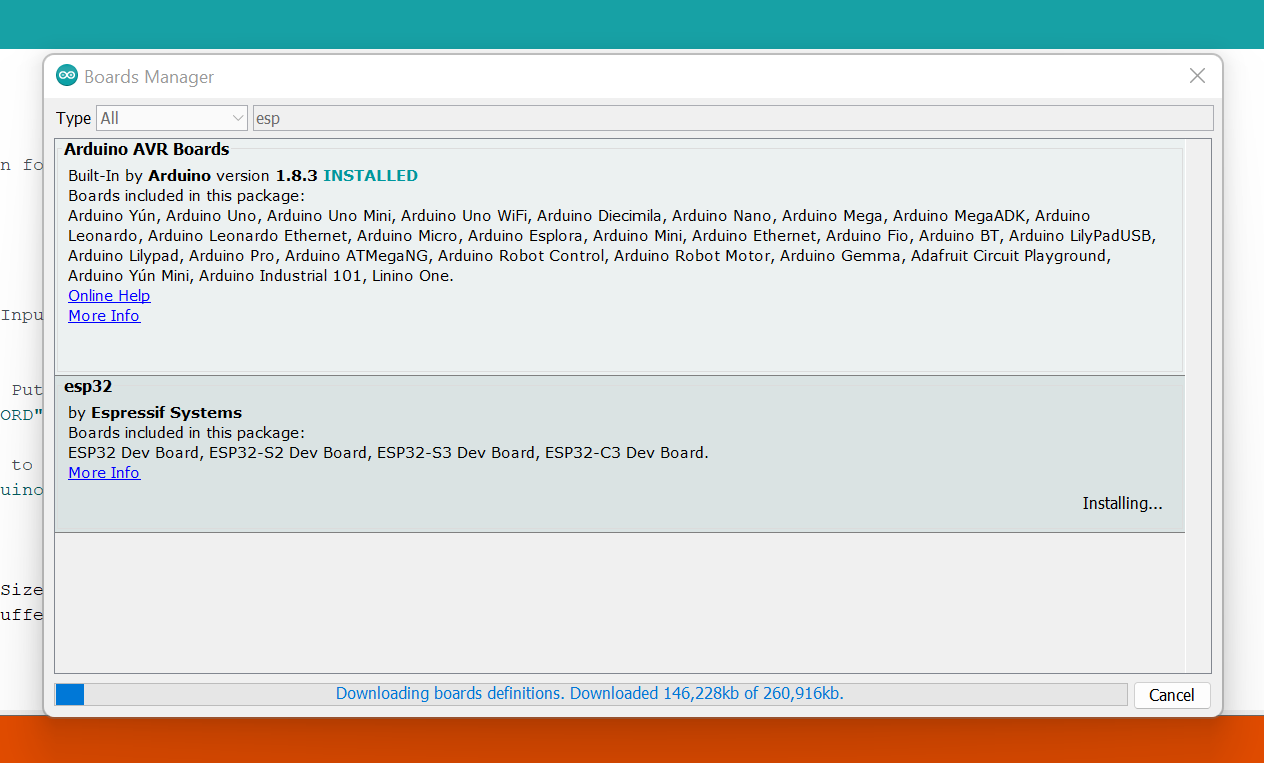 Boards Manager
Type All esp
n fo
Inpu
Put
ORD"
to
uino
Size
uffe
Arduino AVR Boards
Built-In by Arduino version 1.8.3 INSTALLED
Boards included in this package:
Arduino Yún, Arduino Uno, Arduino Uno Mini, Arduino Uno WiFi, Arduino Diecimila, Arduino Nano, Arduino Mega, Arduino MegaADK, Arduino
Leonardo, Arduino Leonardo Ethernet, Arduino Micro, Arduino Esplora, Arduino Mini, Arduino Ethernet, Arduino Fio, Arduino BT, Arduino LilyPadUSB,
Arduino Lilypad, Arduino Pro, Arduino ATMegaNG, Arduino Robot Control, Arduino Robot Motor, Arduino Gemma, Adafruit Circuit Playground,
Arduino Yún Mini, Arduino Industrial 101, Linino One.
Online Help
More Info
esp32
by Espressif Systems
Boards included in this package:
ESP32 Dev Board, ESP32-S2 Dev Board, ESP32-S3 Dev Board, ESP32-C3 Dev Board.
More Info
Installing...
Downloading boards definitions. Downloaded 146,228kb of 260,916kb.
Cancel